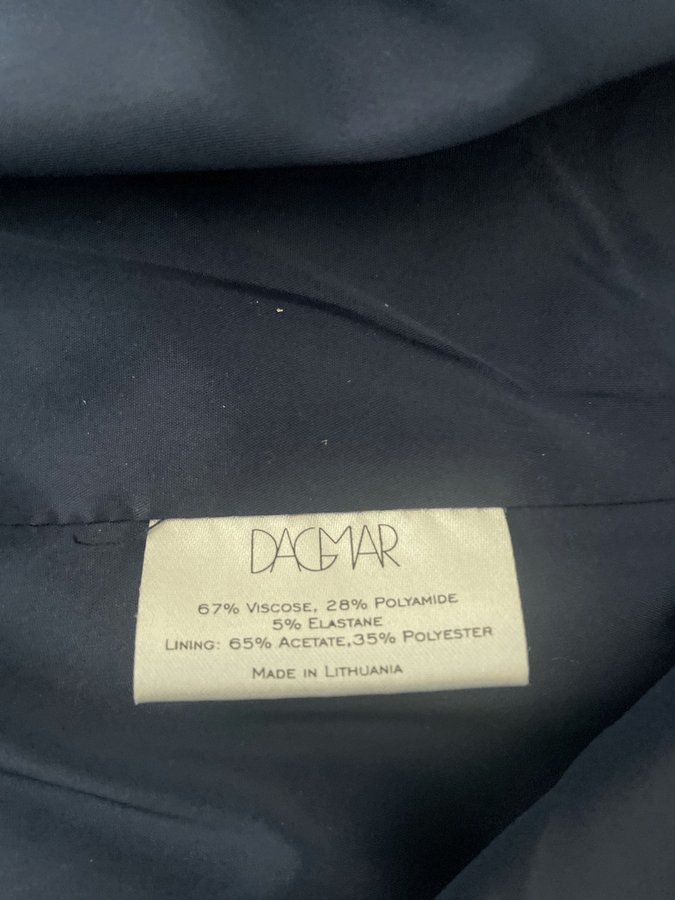 DAGMAR
67% Viscose, 28% Polyamide
5% Elastane
Lining: 65% Acetate,35% Polyester
Made in Lithuania